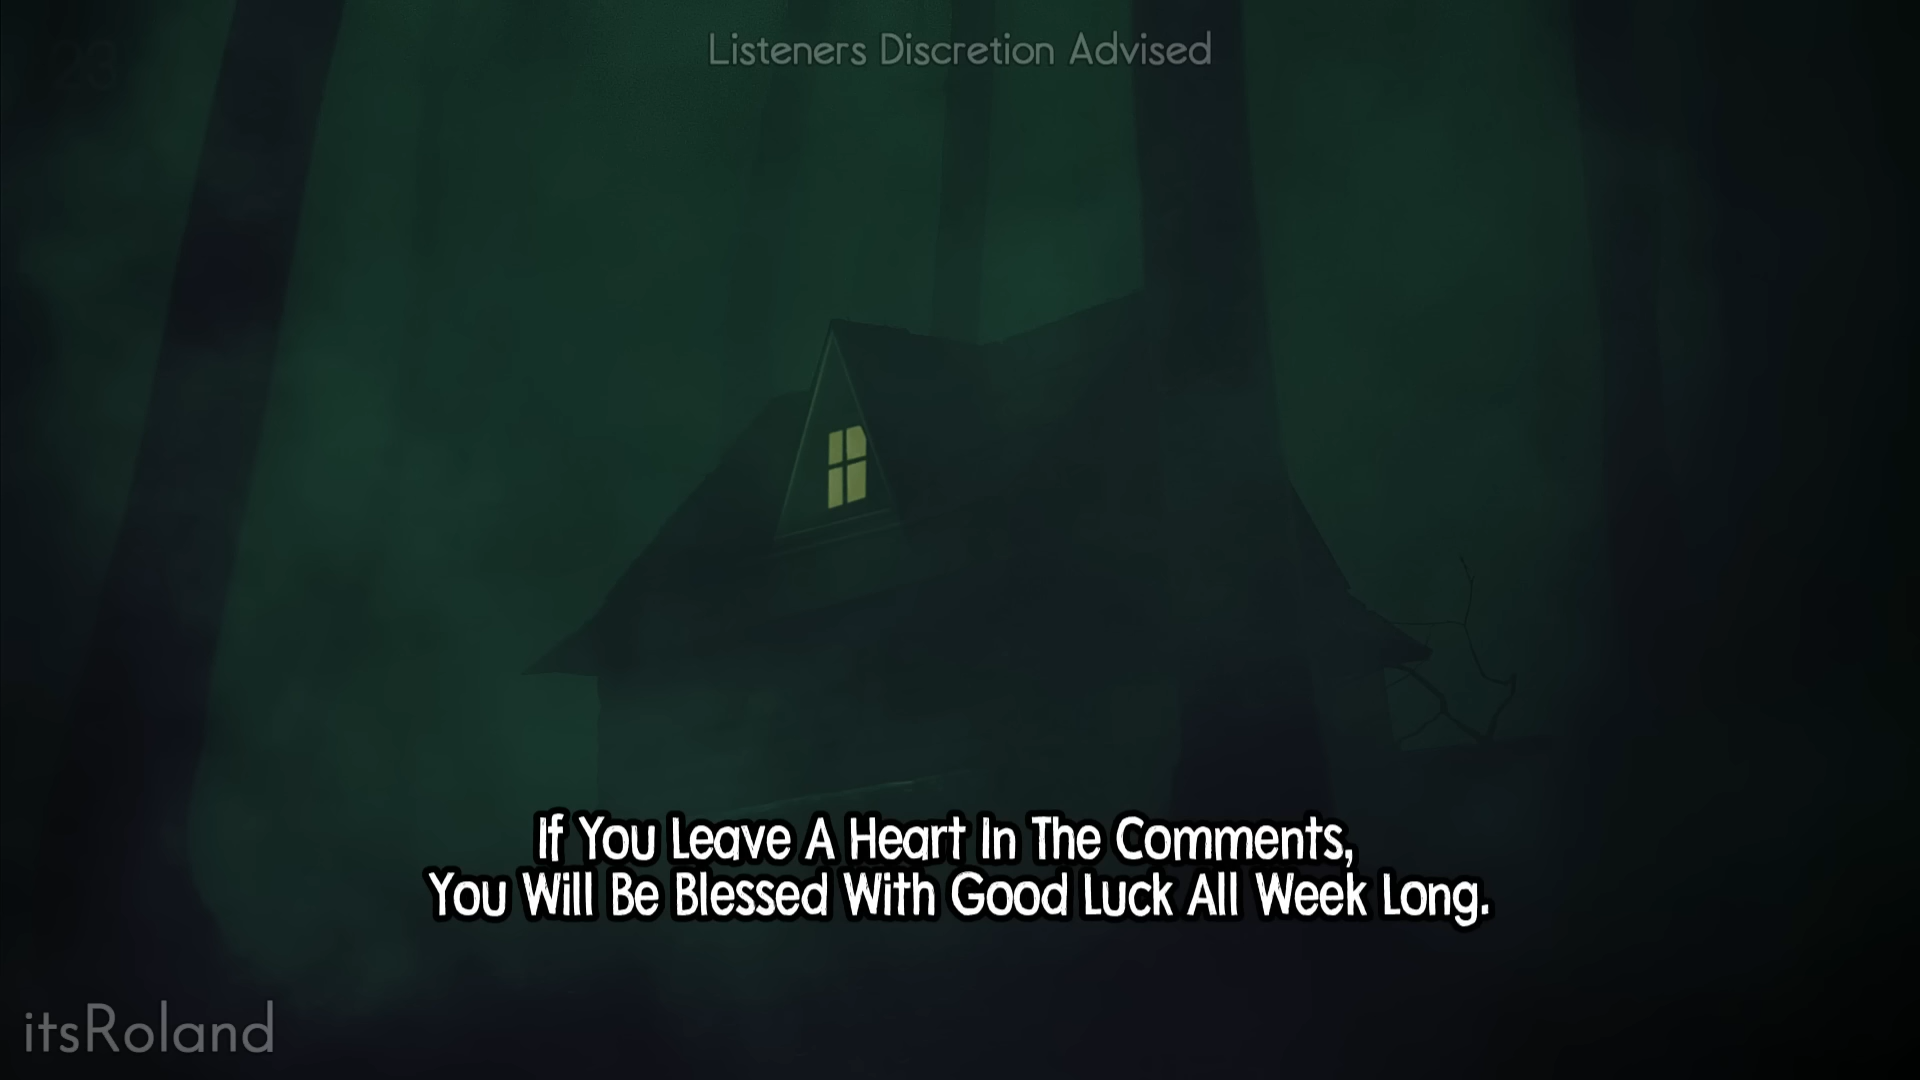 Listeners Discretion Advised
If You Leave A Heart In The Comments,
You Will Be Blessed With Good Luck All Week Long.
itsRoland